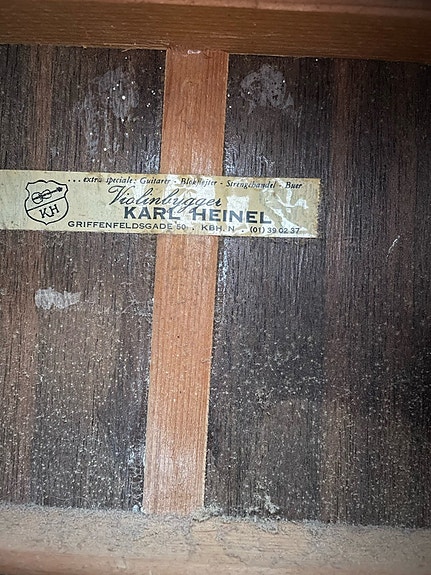 ...extra speciale: Guitarer - Blokfløjter - Strengehandel - Buer
Violinbygger
KH
KARL HEINEL
GRIFFENFELDSGADE 50 . KBH. N . (01) 39 02 37